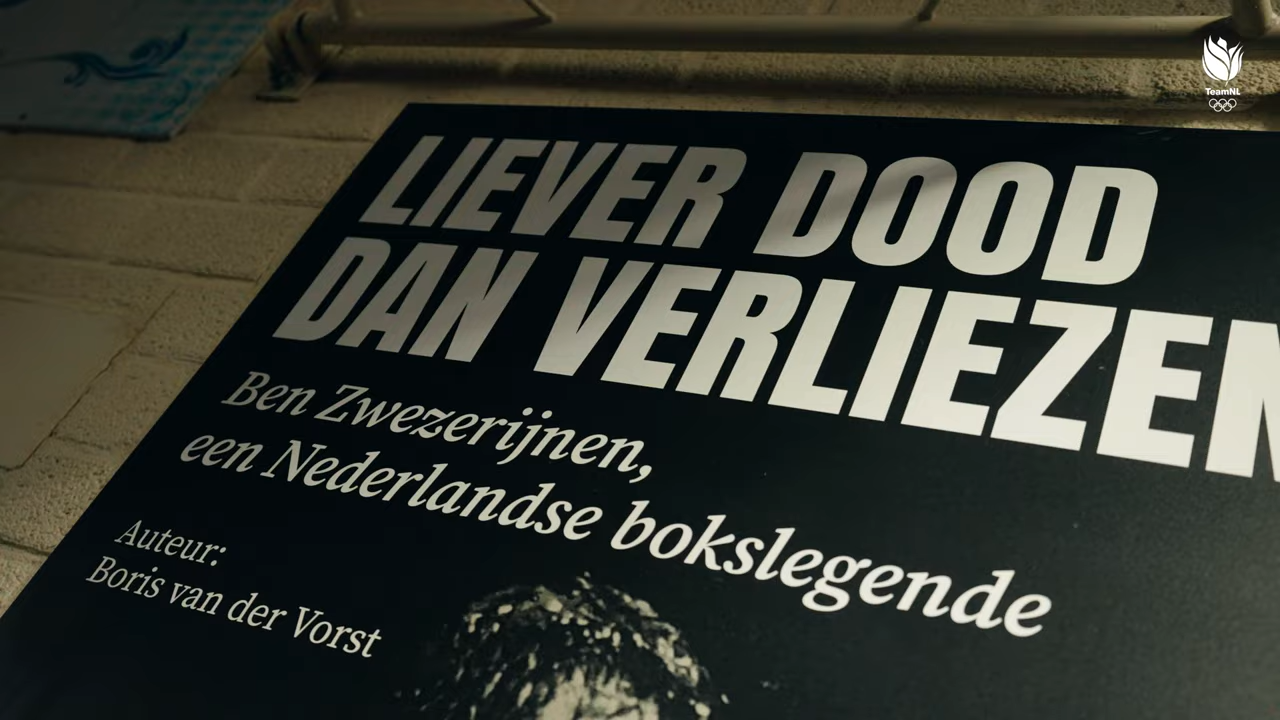 TeamNL
LIEVER DOOD
DAN VERLIEZEN
Ben Zwezerijnen,
een Nederlandse bokslegende
Auteur:
Boris van der Vorst